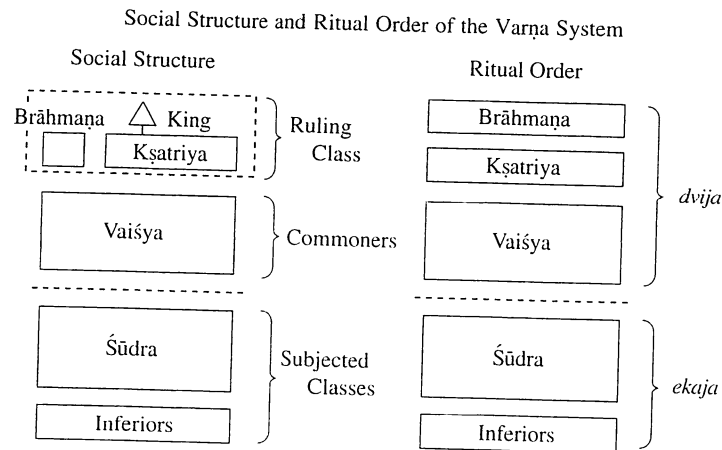 Social Structure and Ritual Order of the Varṇa System
Social Structure
Brāhmaṇa
King
Kṣatriya
Ruling
Class
Vaiśya
Commoners
Śūdra
Subjected
Classes
Inferiors
Ritual Order
Brāhmaṇa
Kṣatriya
Vaiśya
dvija
Śūdra
ekaja
Inferiors